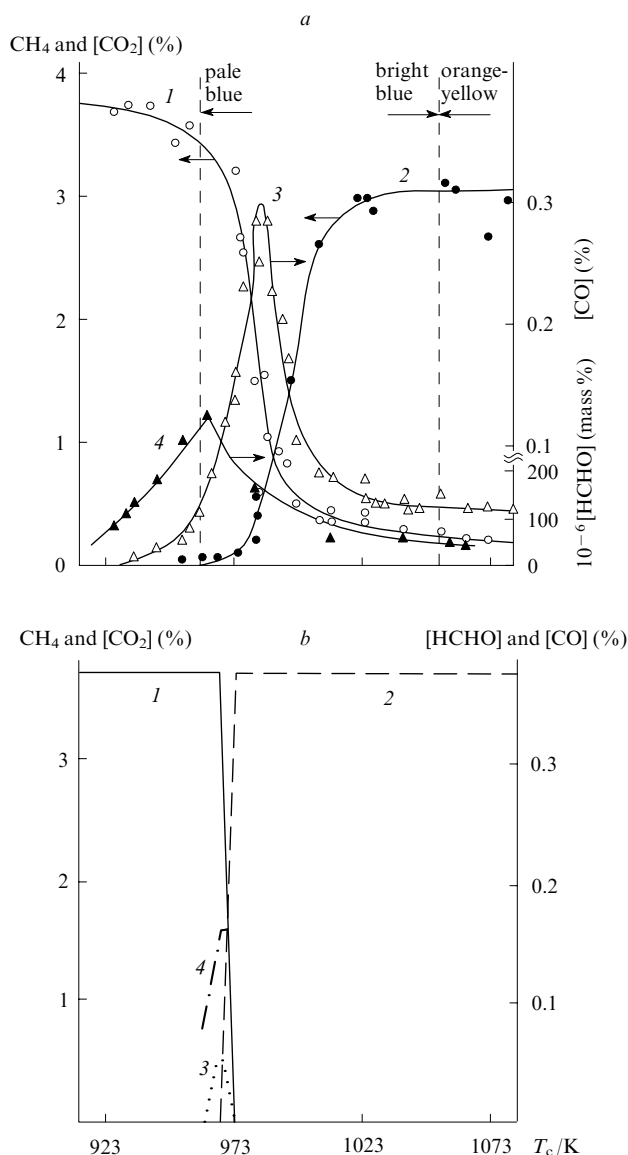 a
CH₄ and [CO₂] (%)
4
3
2
1
0
1
2
3
4
pale
blue
bright
blue
orange-
yellow
0.3
0.2
0.1
200
100
0
[CO] (%)
10⁻⁶ [HCHO] (mass %)
b
CH₄ and [CO₂] (%)
[HCHO] and [CO] (%)
3
2
1
1
2
4
3
0.3
0.2
0.1
923
973
1023
1073
T_c/K